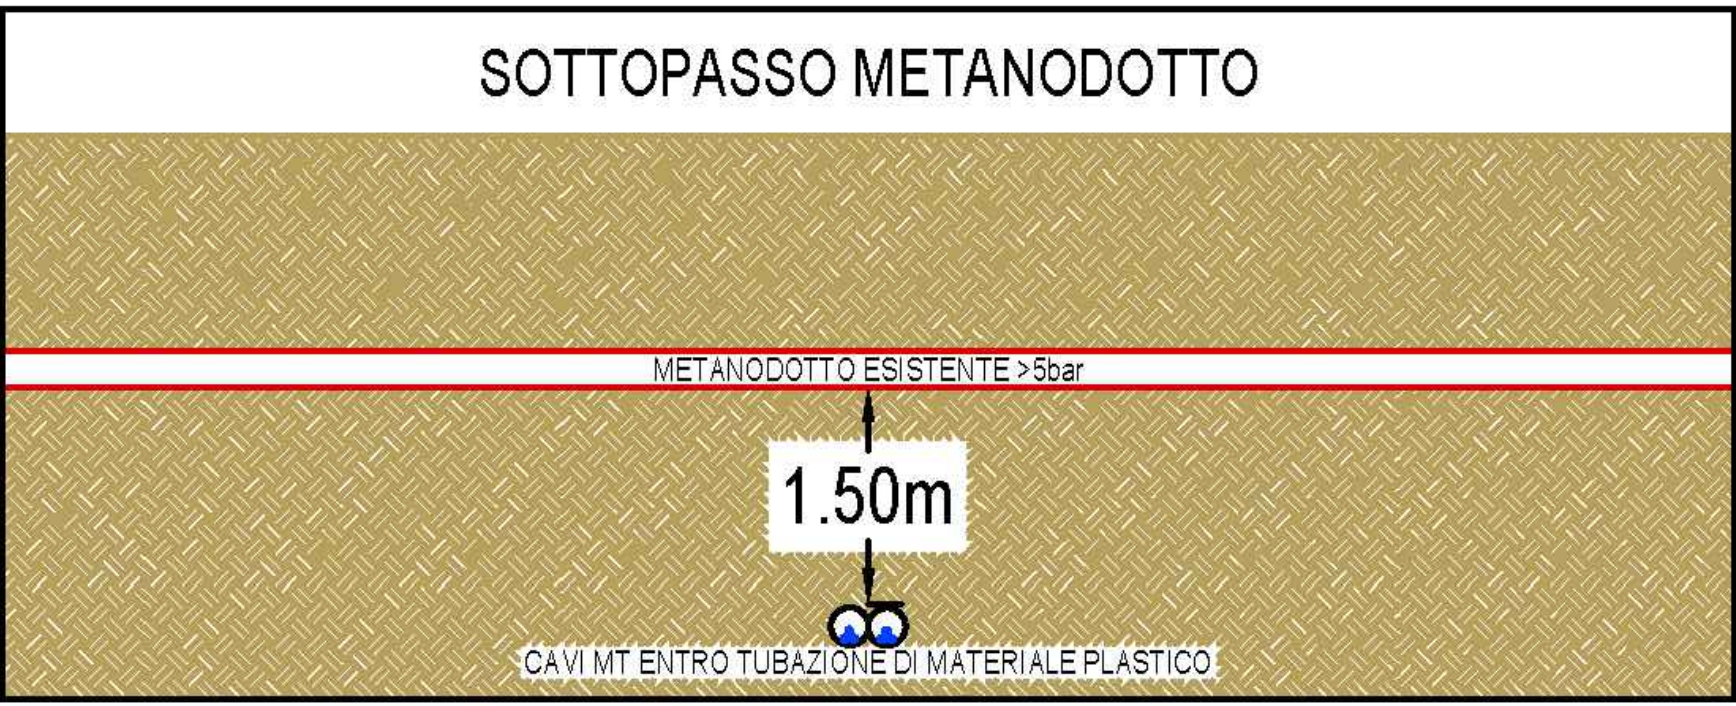 SOTTOPASSO METANODOTTO
METANODOTTO ESISTENTE >5bar
1.50m
CAVI MT ENTRO TUBAZIONE DI MATERIALE PLASTICO